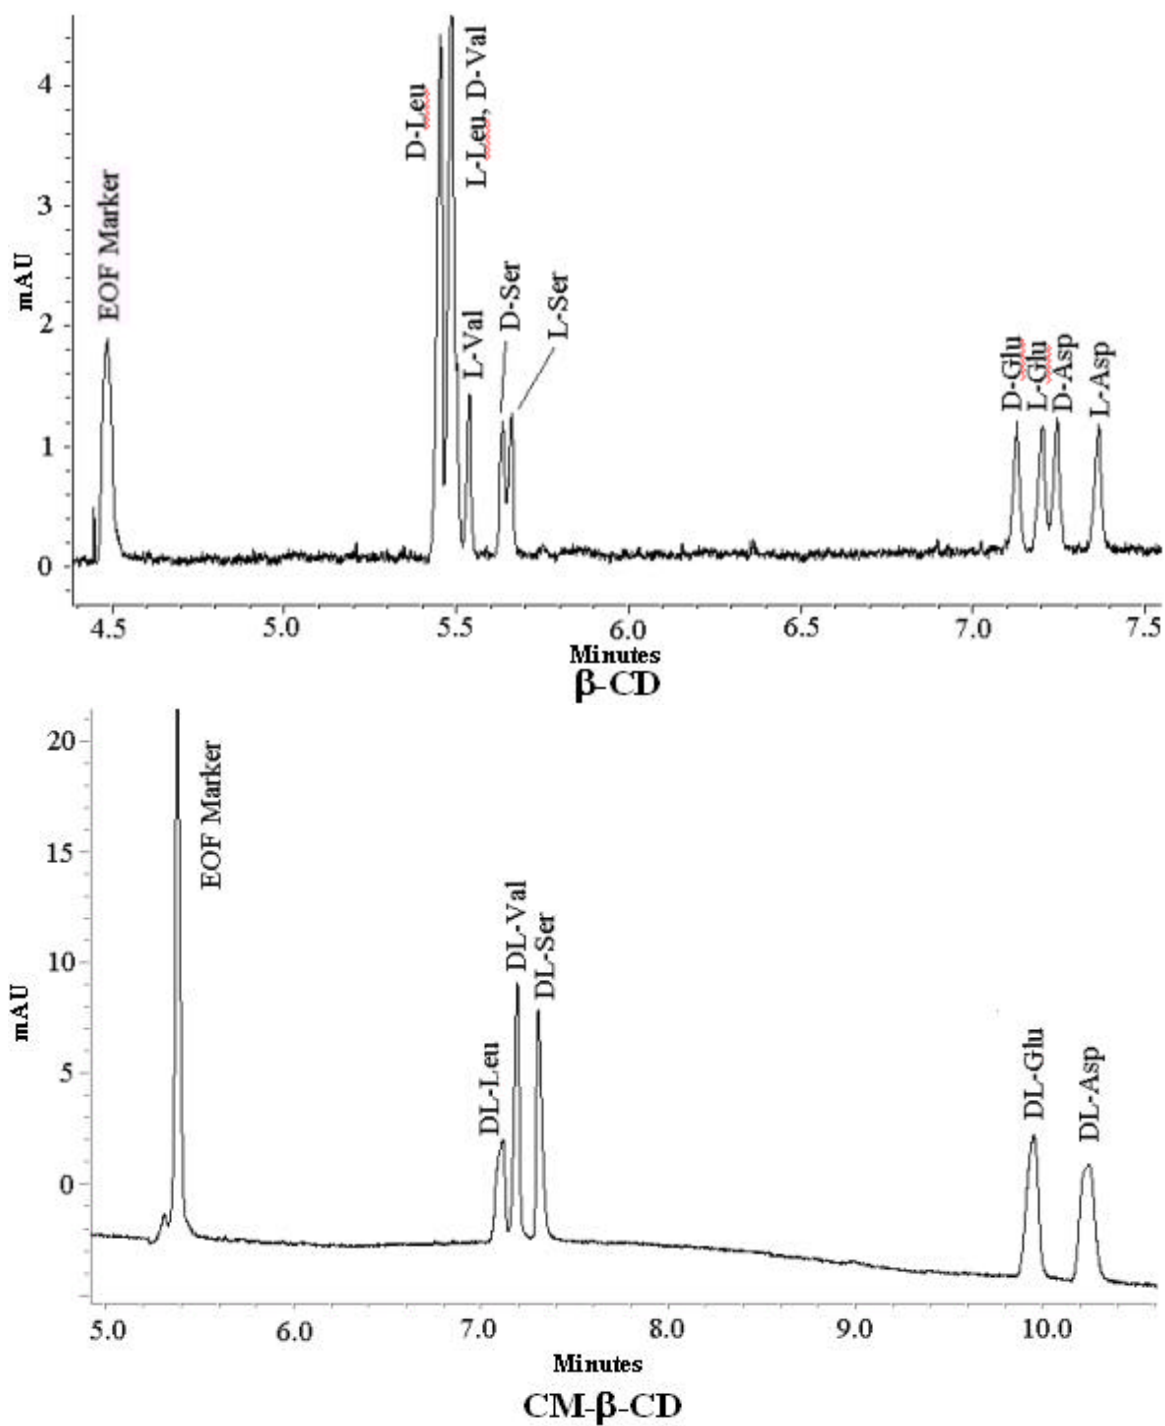 mAU
4
3
2
1
0
EOF Marker
D-Leu
L-Leu, D-Val
L-Val
D-Ser
L-Ser
D-Glu
L-Glu
D-Asp
L-Asp
4.5 5.0 5.5 6.0 6.5 7.0 7.5
Minutes
β-CD
mAU
20
15
10
5
0
EOF Marker
DL-Leu
DL-Val
DL-Ser
DL-Glu
DL-Asp
5.0 6.0 7.0 8.0 9.0 10.0
Minutes
CM-β-CD